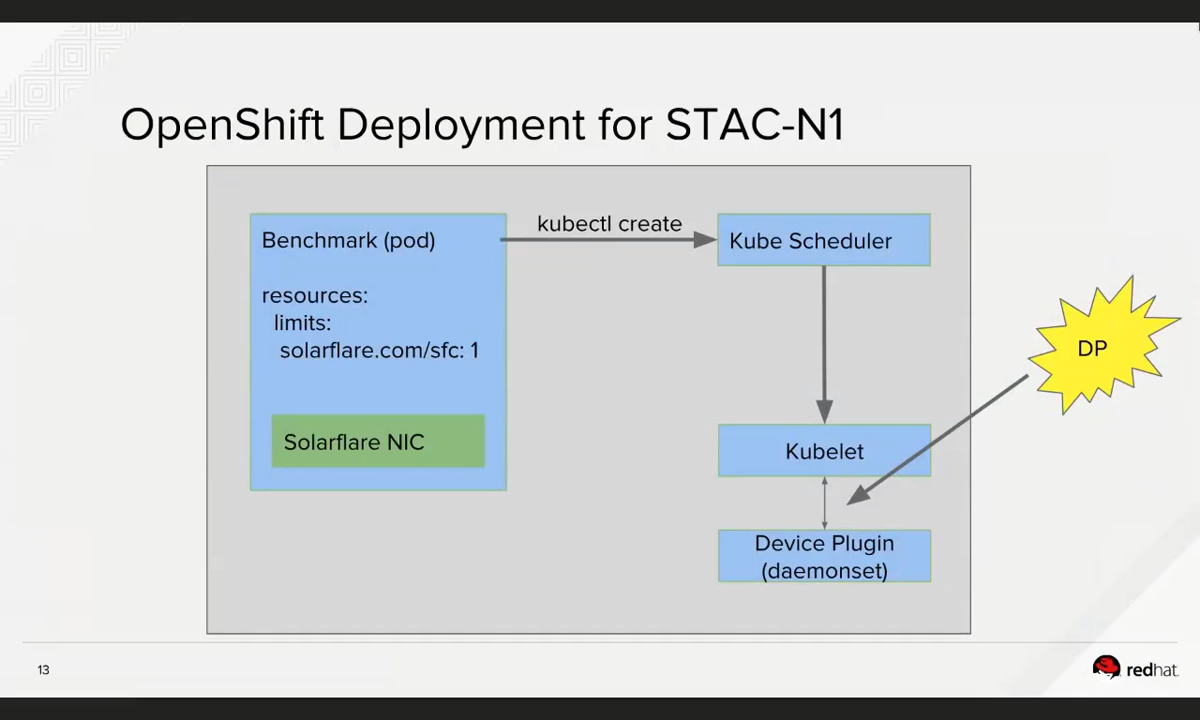 OpenShift Deployment for STAC-N1
Benchmark (pod)
resources:
limits:
solarflare.com/sfc: 1
Solarflare NIC
kubectl create
Kube Scheduler
Kubelet
Device Plugin
(daemonset)
DP
13
redhat.